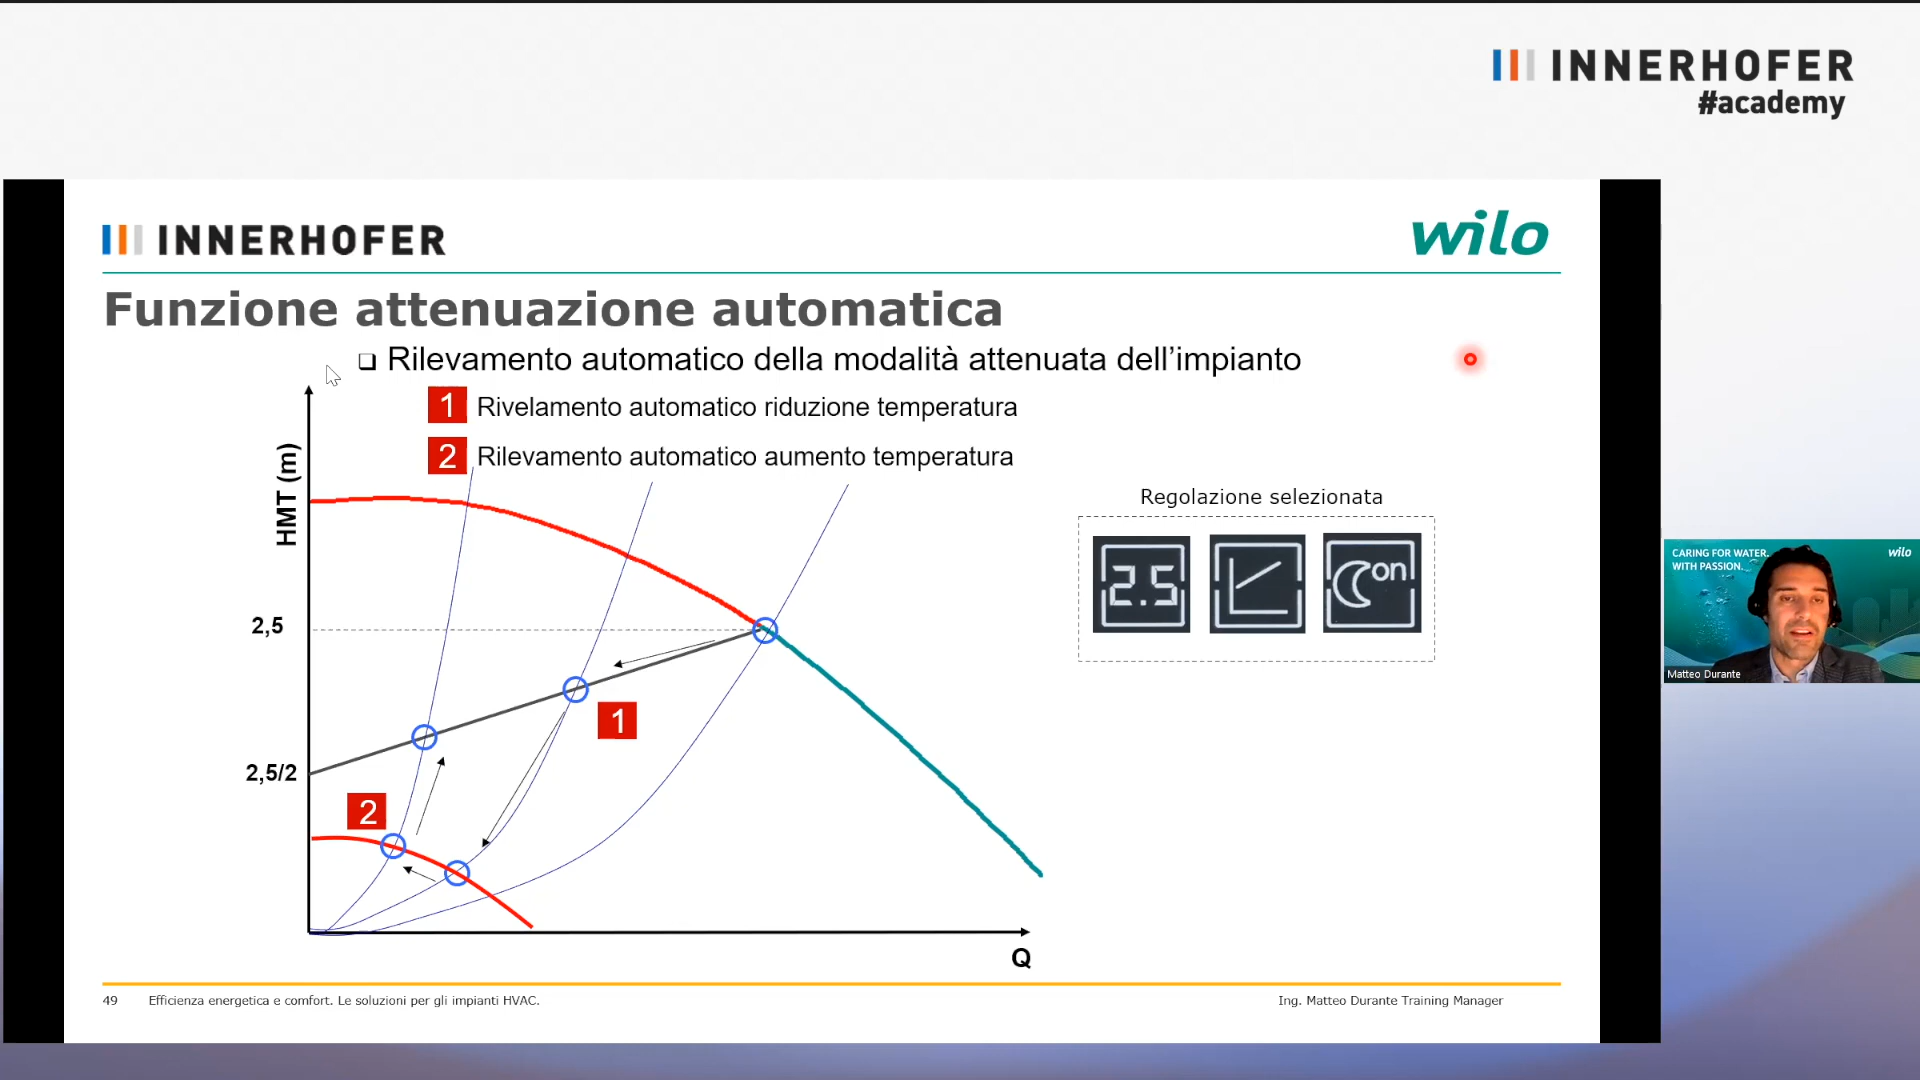 INNERHOFER
#academy
INNERHOFER
wilo
Funzione attenuazione automatica
Rilevamento automatico della modalità attenuata dell’impianto
1 Rivelamento automatico riduzione temperatura
2 Rilevamento automatico aumento temperatura
HMT (m)
Regolazione selezionata
2.5
on
CARING FOR WATER.
WITH PASSION.
wilo
Matteo Durante
2,5
1
2,5/2
2
Q
49 Efficienza energetica e comfort. Le soluzioni per gli impianti HVAC.
Ing. Matteo Durante Training Manager